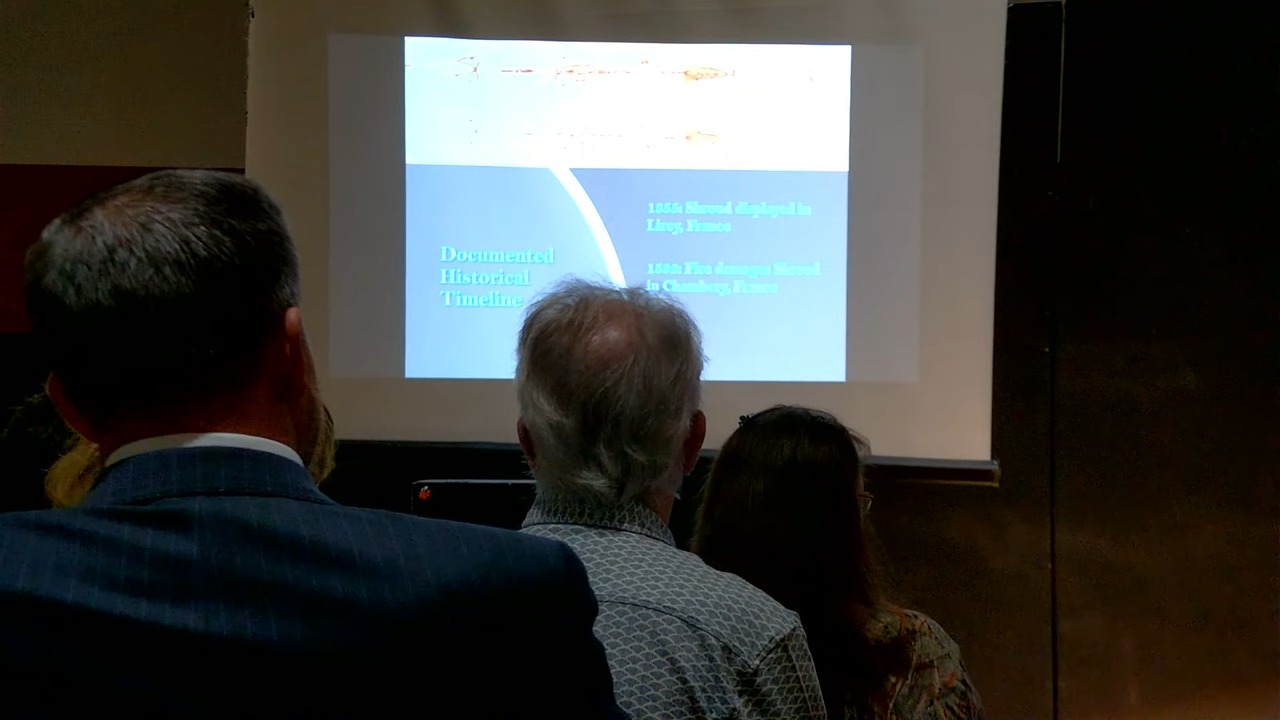 Documented
Historical
Timeline
1355: Shroud displayed in
Lirey, France
1532: Fire damages Shroud
in Chambery, France